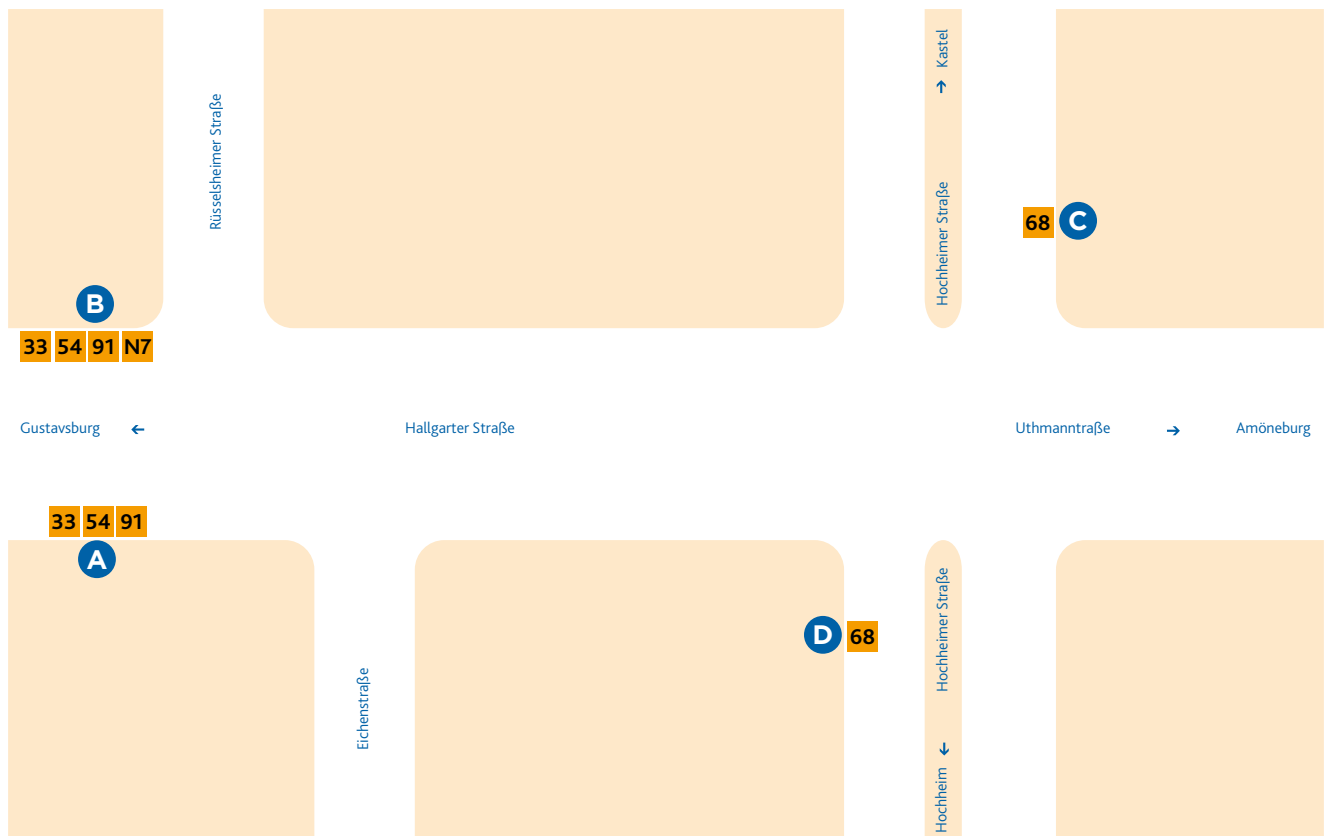 Kastel
Rüsselsheimer Straße
Hochheimer Straße
68 C
B
33 54 91 N7
Gustavsburg
Hallgarter Straße
Uthmanntraße
Amöneburg
33 54 91
A
Hochheimer Straße
D 68
Eichenstraße
Hochheim